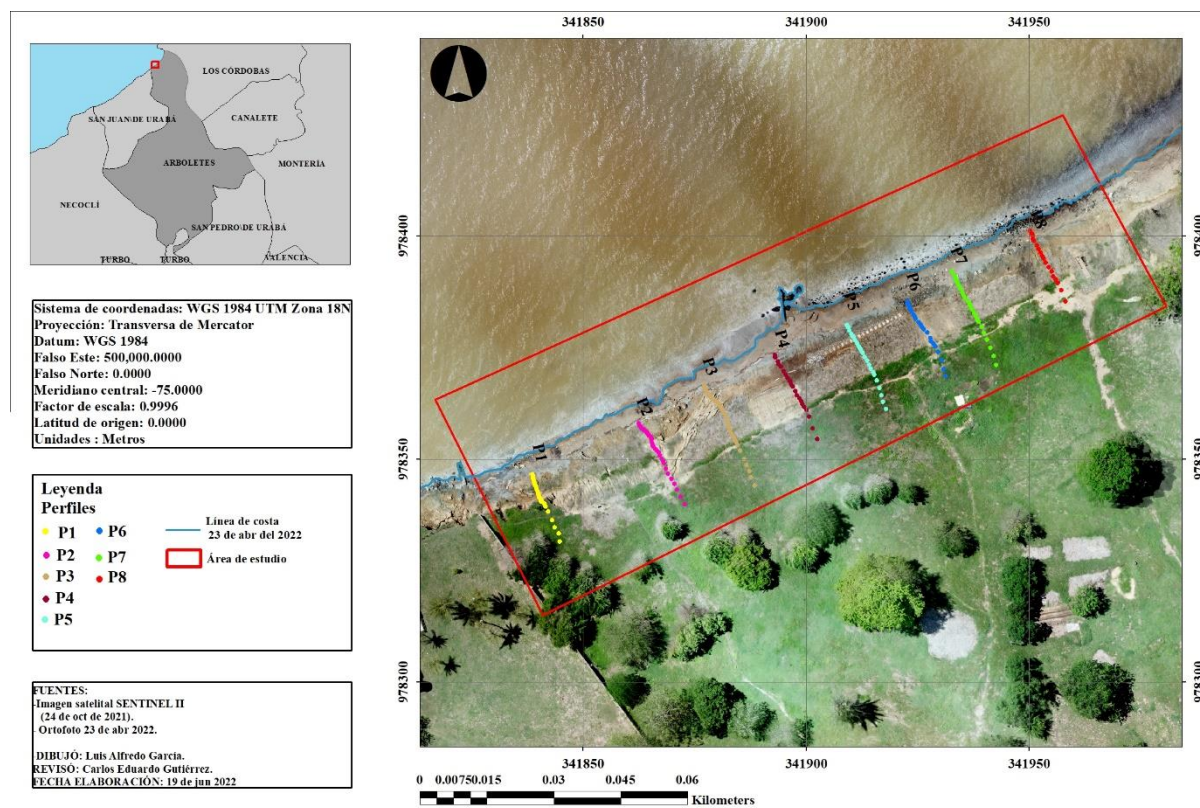 LOS CÓRDOBAS
SAN JUAN DE URABÁ
CANALETE
ARBOLETES
MONTERÍA
NECOCLÍ
SAN PEDRO DE URABÁ
TURBO
TURBO
VALENCIA
Sistema de coordenadas: WGS 1984 UTM Zona 18N
Proyección: Transversa de Mercator
Datum: WGS 1984
Falso Este: 500,000.0000
Falso Norte: 0.0000
Meridiano central: -75.0000
Factor de escala: 0.9996
Latitud de origen: 0.0000
Unidades : Metros
Leyenda
Perfiles
P1
P2
P3
P4
P5
P6
P7
P8
Línea de costa
23 de abr del 2022
Área de estudio
FUENTES:
-Imagen satelital SENTINEL II
(24 de oct de 2021).
- Ortofoto 23 de abr 2022.
DIBUJÓ: Luis Alfredo García.
REVISÓ: Carlos Eduardo Gutiérrez.
FECHA ELABORACIÓN: 19 de jun 2022
341850
341900
341950
978400
978350
978300
978400
978350
978300
P1
P2
P3
P4
P5
P6
P7
P8
341850
341900
341950
0 0.0075 0.015 0.03 0.045 0.06
Kilometers